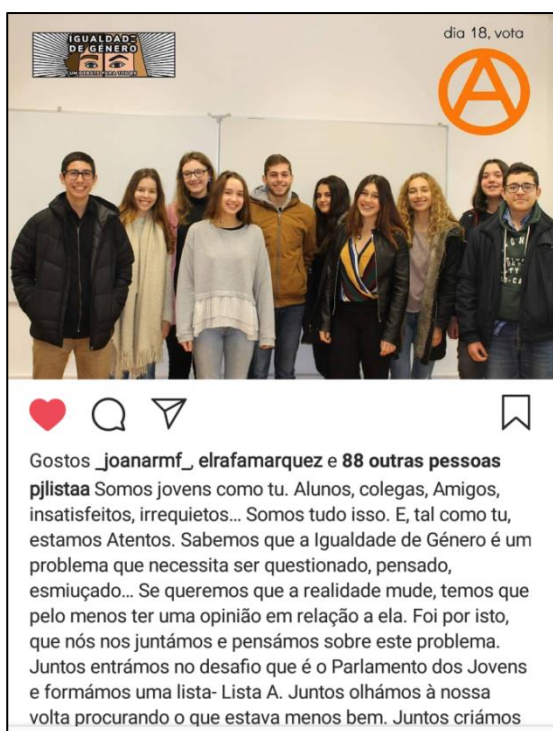 IGUALDADE
DE GÉNERO
UM DEBATE PARA TODOS
dia 18, vota
A
Gostos _joanarmf_, elrafamarquez e 88 outras pessoas
pjlistaa Somos jovens como tu. Alunos, colegas, Amigos,
insatisfeitos, irrequietos... Somos tudo isso. E, tal como tu,
estamos Atentos. Sabemos que a Igualdade de Género é um
problema que necessita ser questionado, pensado,
esmiuçado... Se queremos que a realidade mude, temos que
pelo menos ter uma opinião em relação a ela. Foi por isto,
que nós nos juntámos e pensámos sobre este problema.
Juntos entrámos no desafio que é o Parlamento dos Jovens
e formámos uma lista- Lista A. Juntos olhámos à nossa
volta procurando o que estava menos bem. Juntos criámos